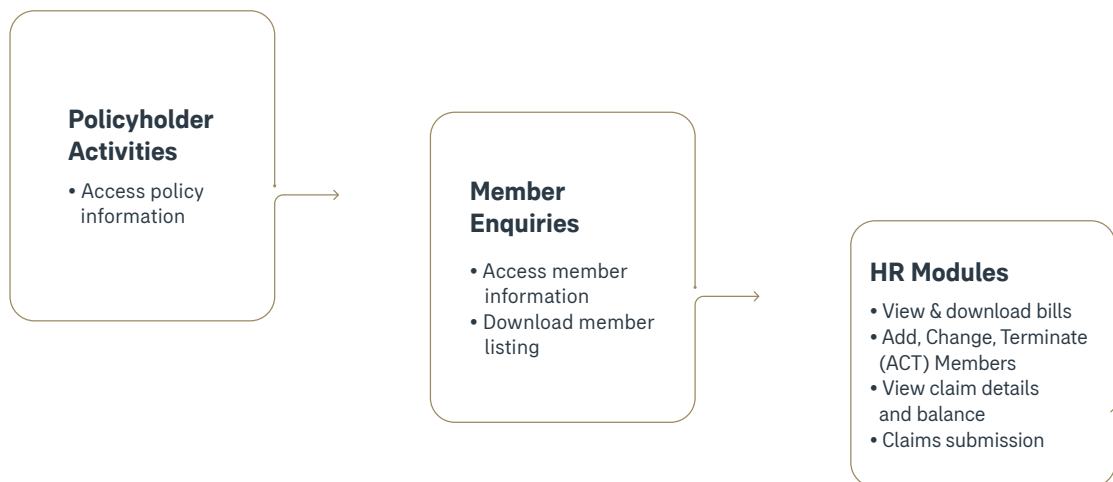 Policyholder
Activities
• Access policy
information
Member
Enquiries
• Access member
information
• Download member
listing
HR Modules
• View & download bills
• Add, Change, Terminate
(ACT) Members
• View claim details
and balance
• Claims submission